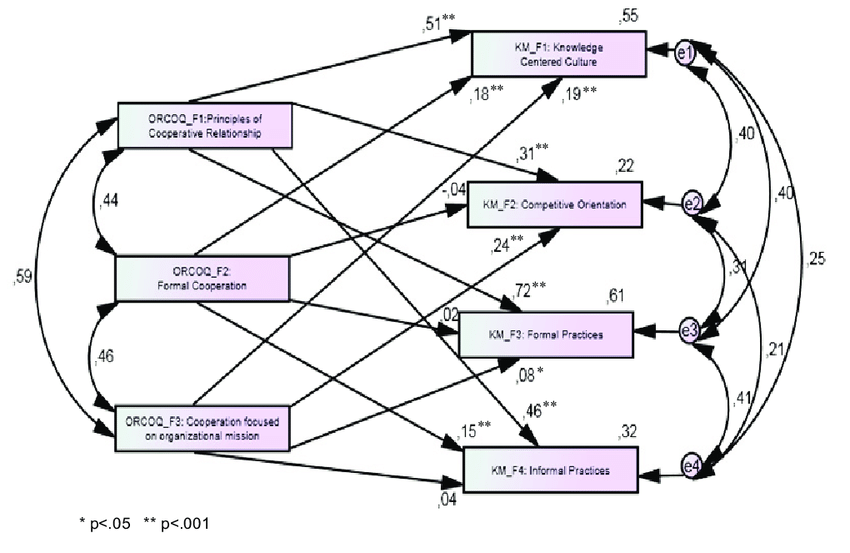 ,51**
,55
KM_F1: Knowledge
Centered Culture
e1
,18**
,19**
ORCOQ_F1:Principles of
Cooperative Relationship
,40
,31**
,22
-,04
,40
KM_F2: Competitive Orientation
e2
,44
,24**
,25
,59
,31
ORCOQ_F2:
Formal Cooperation
,72**
,61
,02
KM_F3: Formal Practices
e3
,21
,46
,08*
,41
,46**
ORCOQ_F3: Cooperation focused
on organizational mission
,15**
,32
KM_F4: Informal Practices
e4
,04
* p<.05 ** p<.001